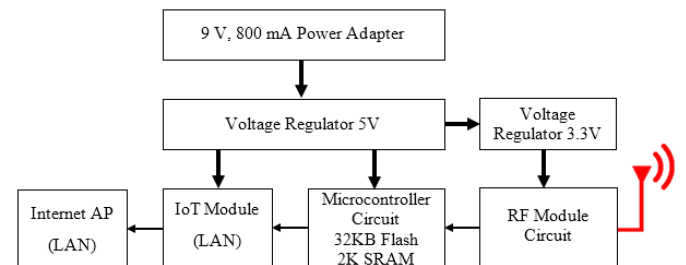 9 V, 800 mA Power Adapter
Voltage Regulator 5V
Voltage
Regulator 3.3V
Internet AP
(LAN)
IoT Module
(LAN)
Microcontroller
Circuit
32KB Flash
2K SRAM
RF Module
Circuit